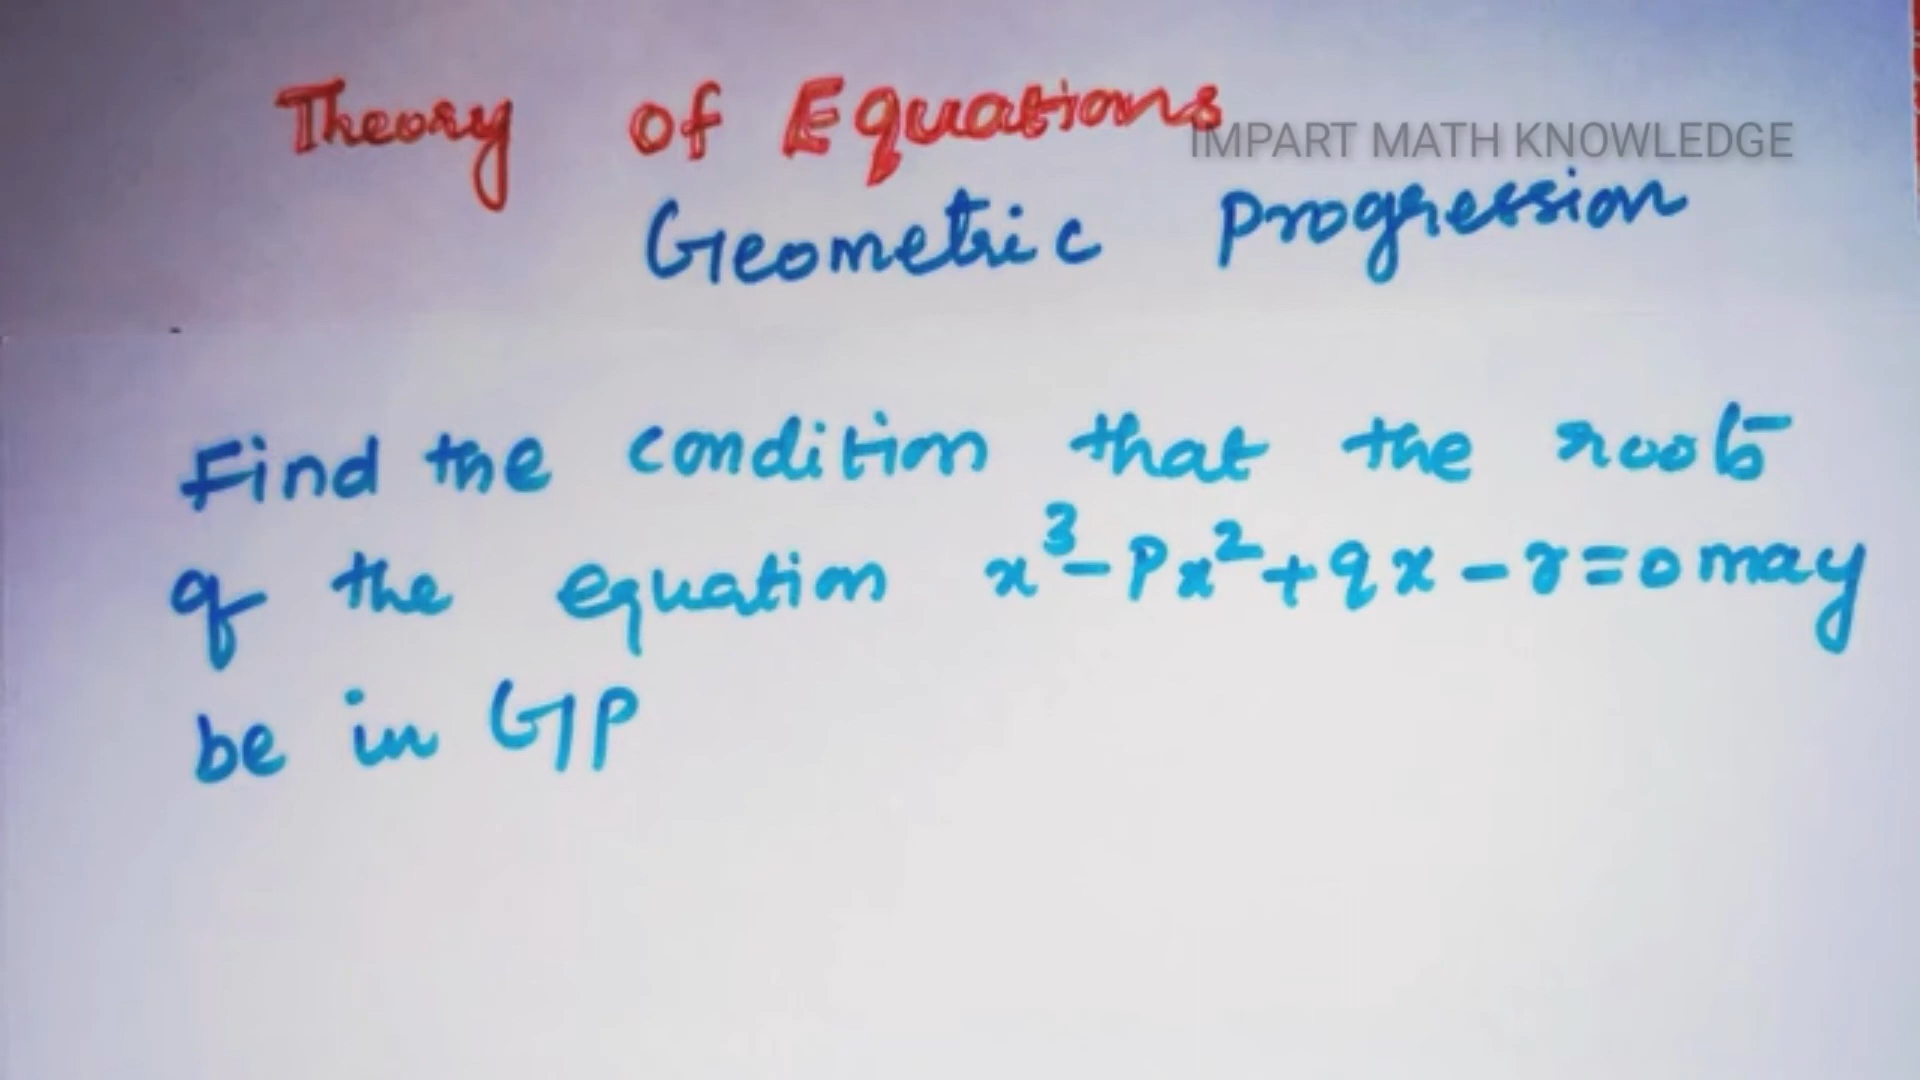 Theory of Equations
IMPART MATH KNOWLEDGE
Geometric Progression
Find the condition that the roots
of the equation x³-Px²+qx-r=0 may
be in GP